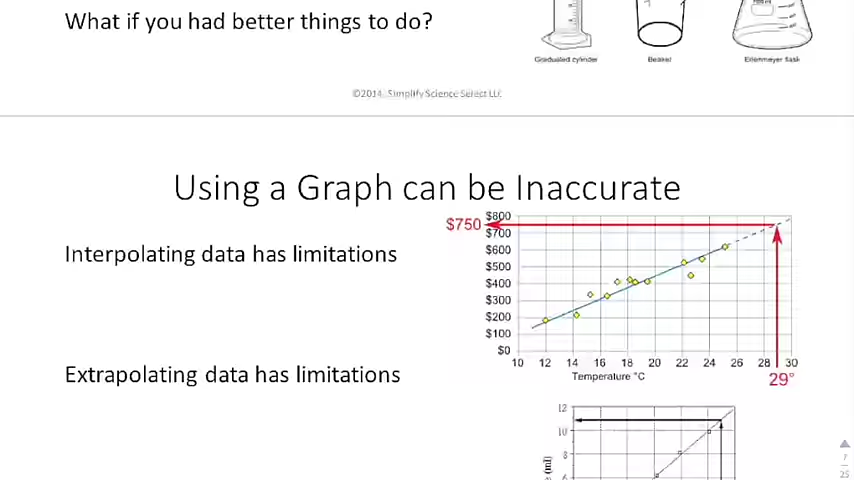 What if you had better things to do?
Graduated cylinder
Beaker
Erlenmeyer flask
©2014, Simplify Science Select LLC
Using a Graph can be Inaccurate
Interpolating data has limitations
Extrapolating data has limitations
$750
$800
$700
$600
$500
$400
$300
$200
$100
$0
10 12 14 16 18 20 22 24 26 28 30
Temperature °C
29°
12
10
8
6
(ml)
7
25